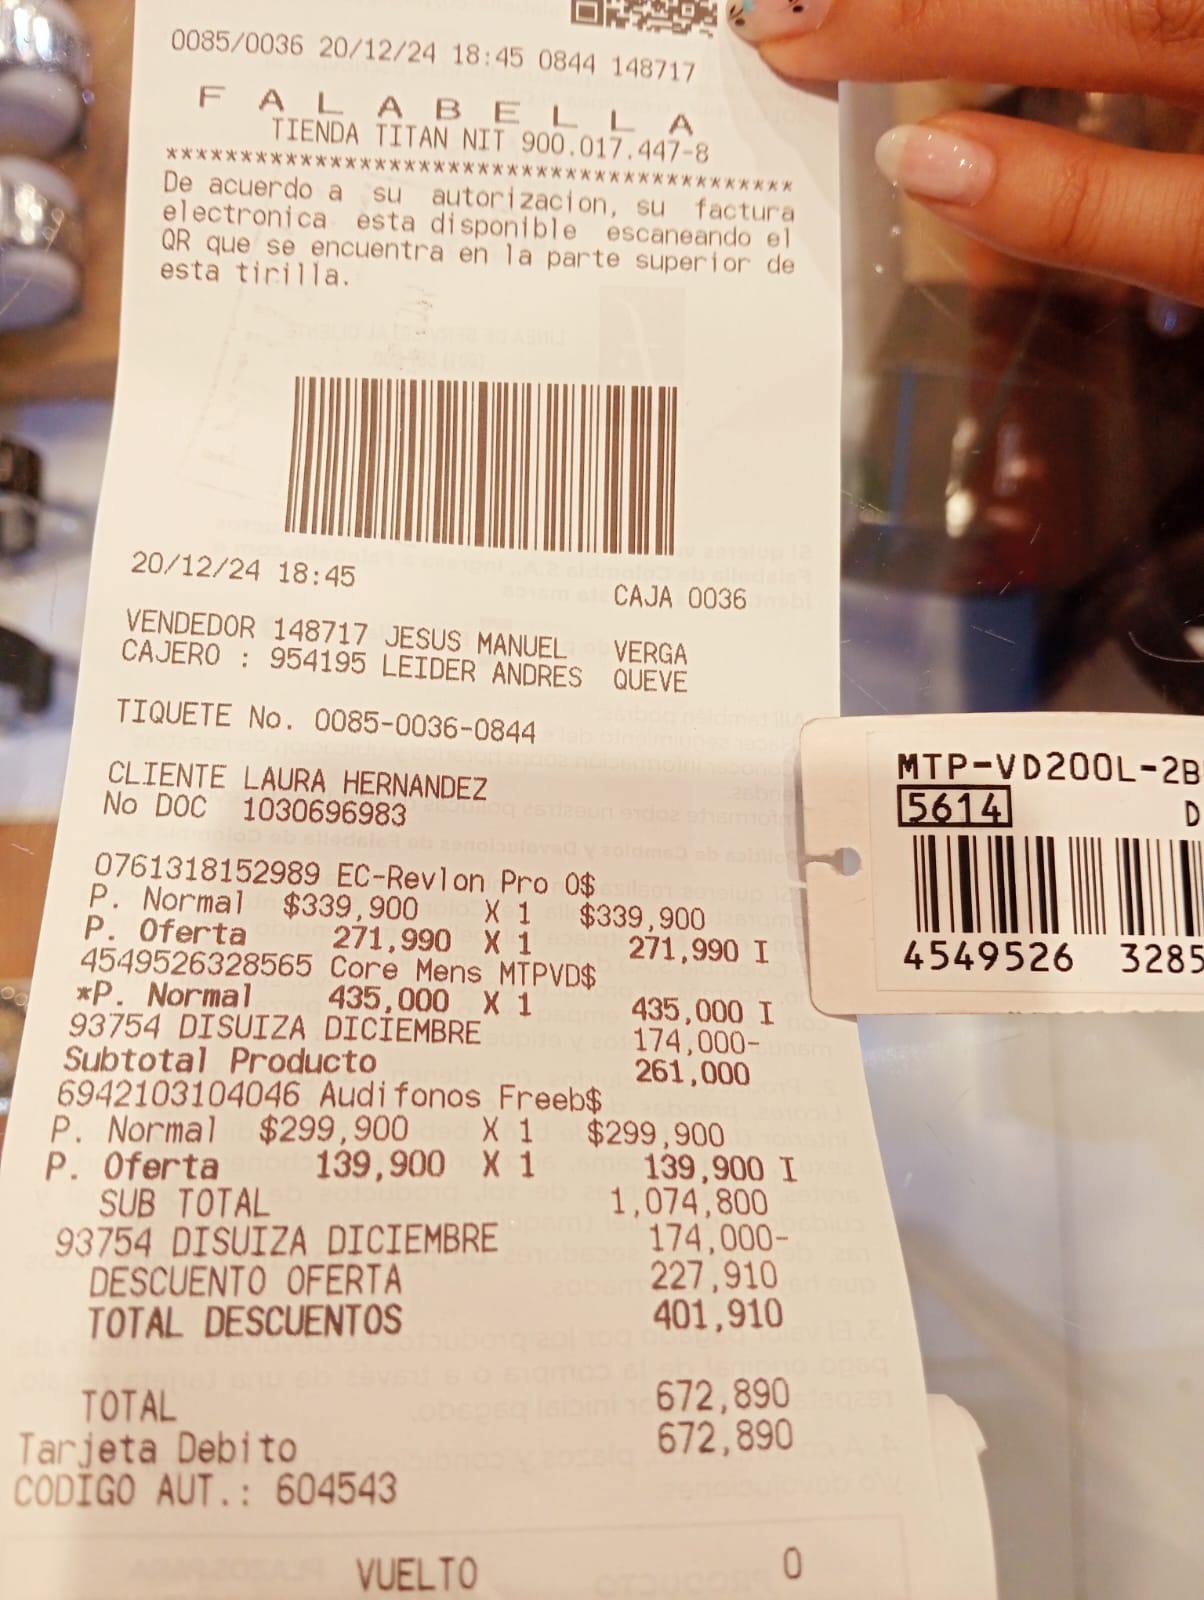 0085/0036 20/12/24 18:45 0844 148717
F A L A B E L L A
TIENDA TITAN NIT 900.017.447-8
******************************************
De acuerdo a su autorizacion, su factura
electronica esta disponible escaneando el
QR que se encuentra en la parte superior de
esta tirilla.
20/12/24 18:45
CAJA 0036
VENDEDOR 148717 JESUS MANUEL VERGA
CAJERO : 954195 LEIDER ANDRES QUEVE
TIQUETE No. 0085-0036-0844
CLIENTE LAURA HERNANDEZ
No DOC 1030696983
0761318152989 EC-Revlon Pro O$
P. Normal $339,900 X 1 $339,900
P. Oferta 271,990 X 1 271,990 I
4549526328565 Core Mens MTPVD$
*P. Normal 435,000 X 1 435,000 I
93754 DISUIZA DICIEMBRE 174,000-
Subtotal Producto 261,000
6942103104046 Audifonos Freeb$
P. Normal $299,900 X 1 $299,900
P. Oferta 139,900 X 1 139,900 I
SUB TOTAL 1,074,800
93754 DISUIZA DICIEMBRE 174,000-
DESCUENTO OFERTA 227,910
TOTAL DESCUENTOS 401,910
TOTAL 672,890
Tarjeta Debito 672,890
CODIGO AUT.: 604543
VUELTO 0
MTP-VD200L-2B
5614 D
4549526 3285